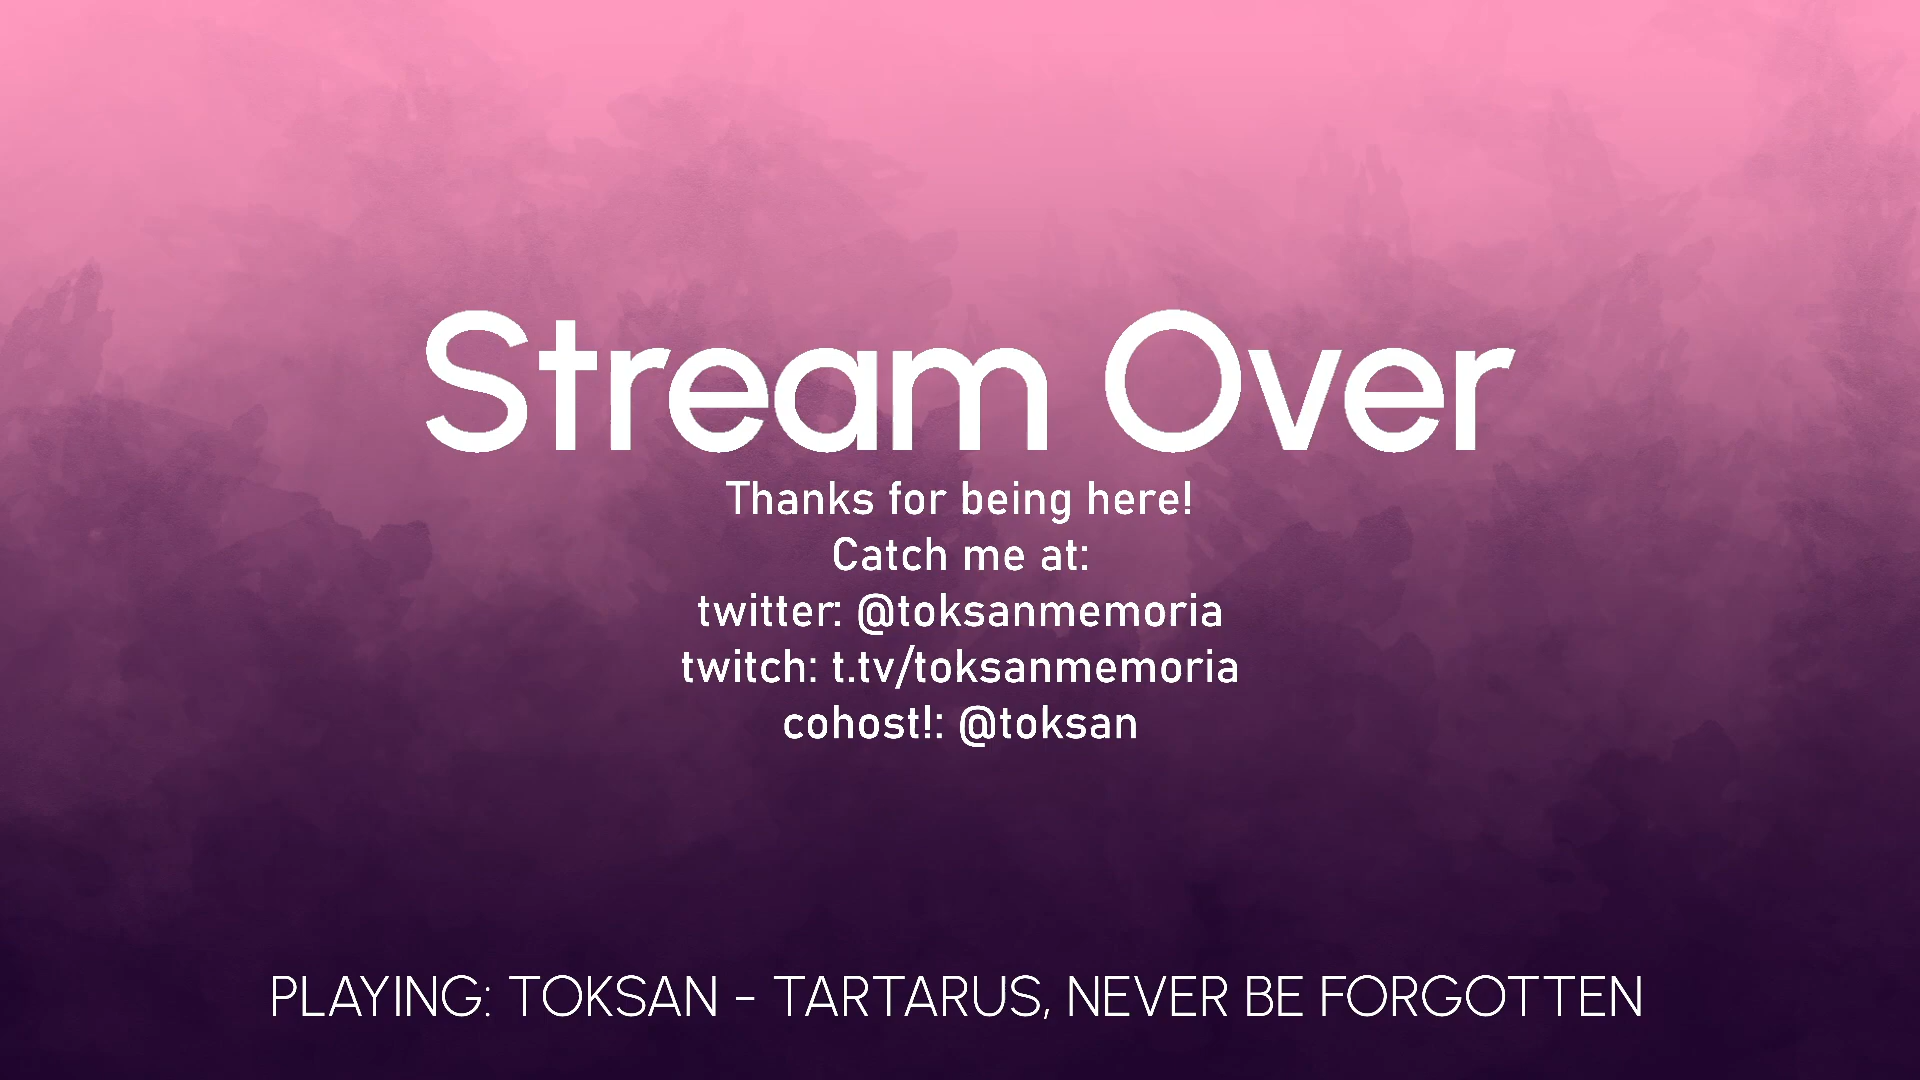 Stream Over
Thanks for being here!
Catch me at:
twitter: @toksanmemoria
twitch: t.tv/toksanmemoria
cohost!: @toksan
PLAYING: TOKSAN - TARTARUS, NEVER BE FORGOTTEN